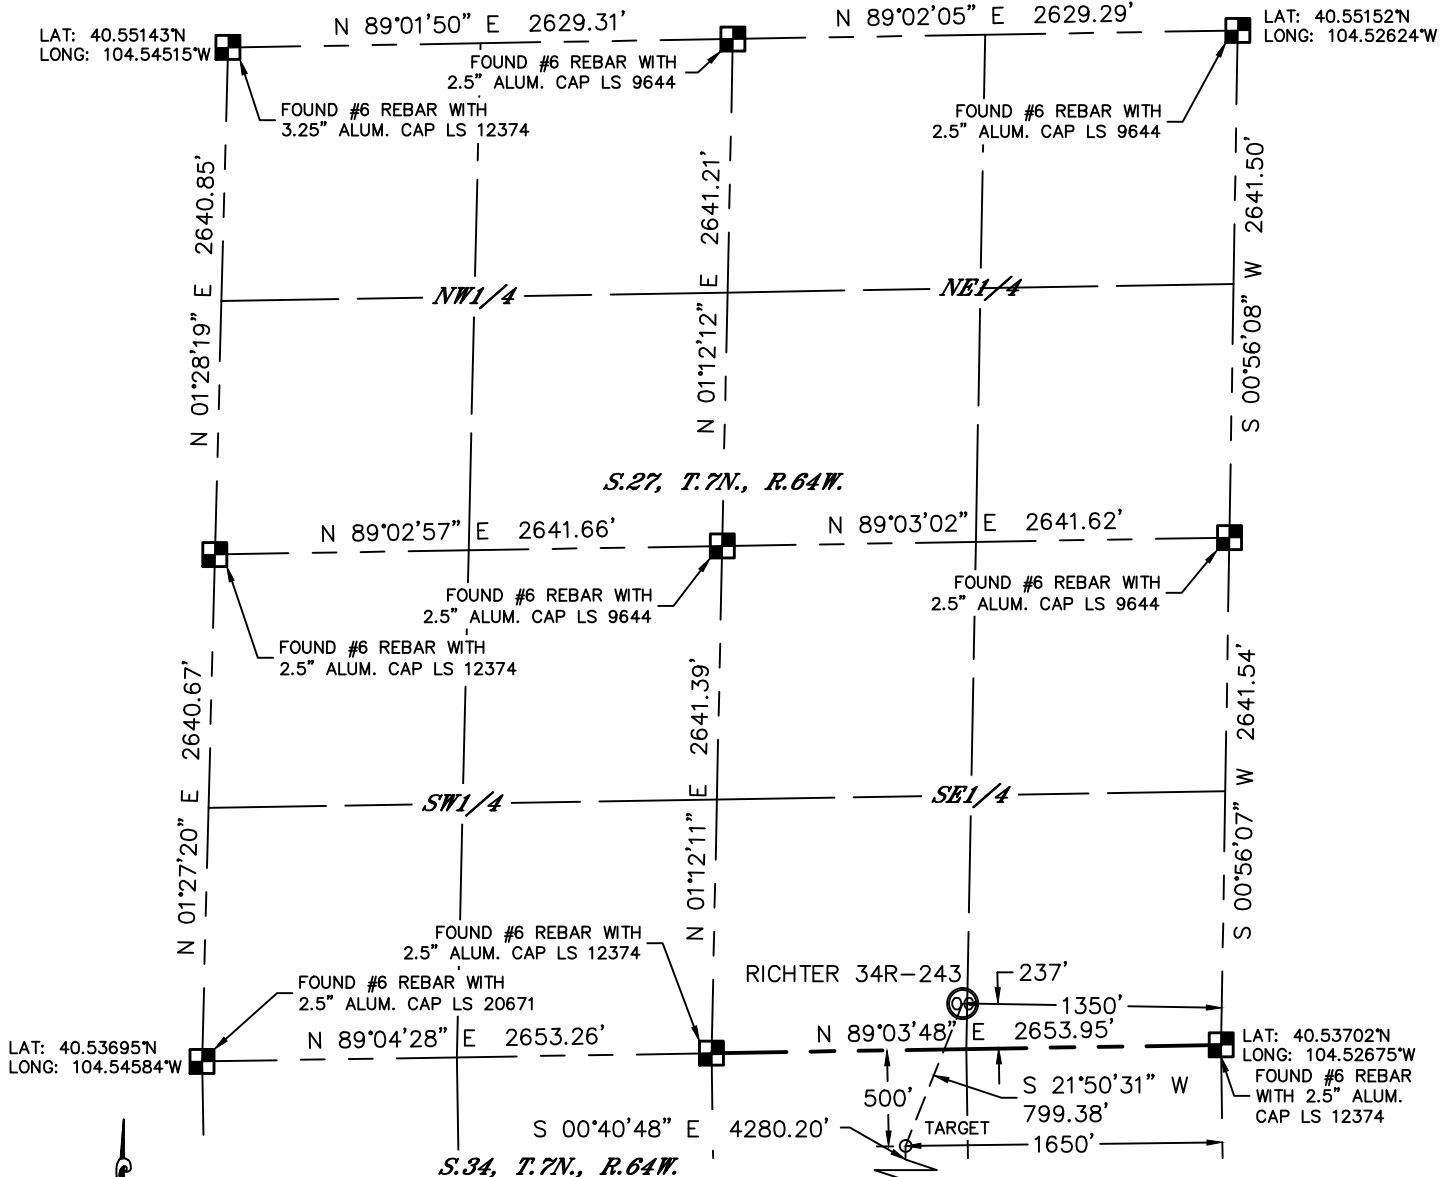 LAT: 40.55143°N
LONG: 104.54515°W
N 89°01'50" E 2629.31'
N 89°02'05" E 2629.29'
LAT: 40.55152°N
LONG: 104.52624°W
FOUND #6 REBAR WITH
2.5" ALUM. CAP LS 9644
FOUND #6 REBAR WITH
3.25" ALUM. CAP LS 12374
FOUND #6 REBAR WITH
2.5" ALUM. CAP LS 9644
N 01°28'19" E 2640.85'
N 01°12'12" E 2641.21'
S 00°56'08" W 2641.50'
NW1/4
NE1/4
S.27, T.7N., R.64W.
N 89°02'57" E 2641.66'
N 89°03'02" E 2641.62'
FOUND #6 REBAR WITH
2.5" ALUM. CAP LS 9644
FOUND #6 REBAR WITH
2.5" ALUM. CAP LS 9644
FOUND #6 REBAR WITH
2.5" ALUM. CAP LS 12374
N 01°27'20" E 2640.67'
N 01°12'11" E 2641.39'
S 00°56'07" W 2641.54'
SW1/4
SE1/4
FOUND #6 REBAR WITH
2.5" ALUM. CAP LS 12374
FOUND #6 REBAR WITH
2.5" ALUM. CAP LS 20671
RICHTER 34R-243
237'
1350'
LAT: 40.53695°N
LONG: 104.54584°W
N 89°04'28" E 2653.26'
N 89°03'48" E 2653.95'
LAT: 40.53702°N
LONG: 104.52675°W
FOUND #6 REBAR
WITH 2.5" ALUM.
CAP LS 12374
500'
S 21°50'31" W
799.38'
S 00°40'48" E 4280.20'
TARGET
1650'
S.34, T.7N., R.64W.